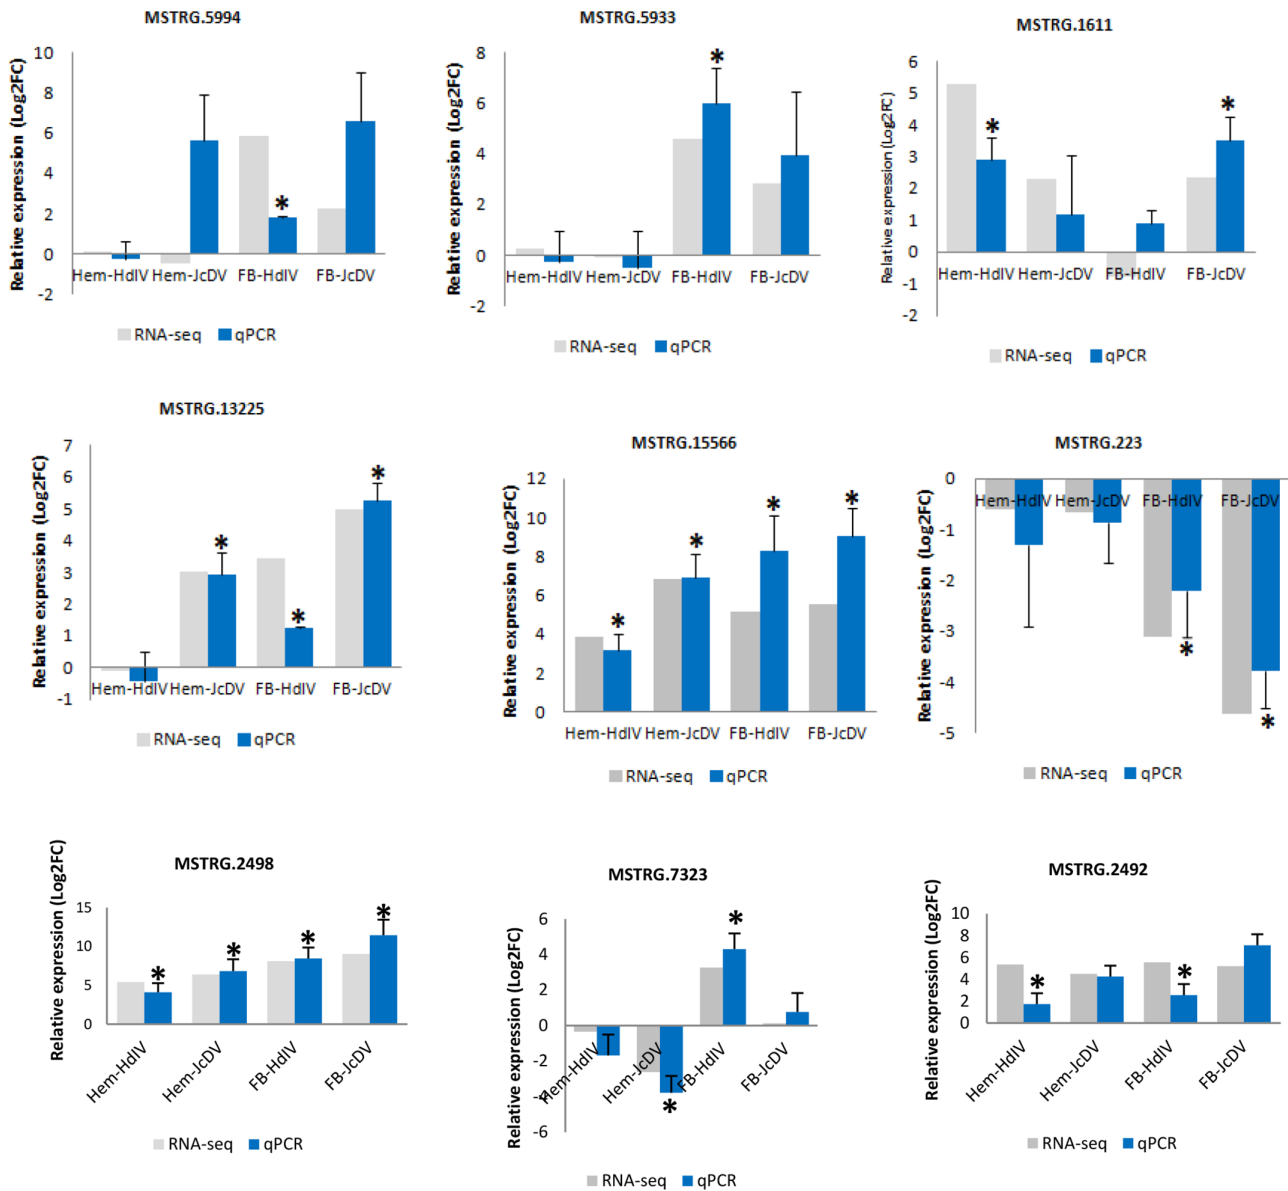 MSTRG.5994
Relative expression (Log2FC)
10
8
6
4
2
0
-2
Hem-HdIV Hem-JcDV FB-HdIV FB-JcDV
*
RNA-seq qPCR
MSTRG.5933
Relative expression (Log2FC)
8
6
4
2
0
-2
Hem-HdIV Hem-JcDV FB-HdIV FB-JcDV
*
RNA-seq qPCR
MSTRG.1611
Relative expression (Log2FC)
6
5
4
3
2
1
0
-1
-2
Hem-HdIV Hem-JcDV FB-HdIV FB-JcDV
* *
RNA-seq qPCR
MSTRG.13225
Relative expression (Log2FC)
7
6
5
4
3
2
1
0
-1
Hem-HdIV Hem-JcDV FB-HdIV FB-JcDV
* * *
RNA-seq qPCR
MSTRG.15566
Relative expression (Log2FC)
12
10
8
6
4
2
0
Hem-HdIV Hem-JcDV FB-HdIV FB-JcDV
* * * *
RNA-seq qPCR
MSTRG.223
Relative expression (Log2FC)
0
-1
-2
-3
-4
-5
Hem-HdIV Hem-JcDV FB-HdIV FB-JcDV
* *
RNA-seq qPCR
MSTRG.2498
Relative expression (Log2FC)
15
10
5
0
Hem-HdIV Hem-JcDV FB-HdIV FB-JcDV
* * * *
RNA-seq qPCR
MSTRG.7323
Relative expression (Log2FC)
6
4
2
0
-2
-4
-6
Hem-HdIV Hem-JcDV FB-HdIV FB-JcDV
* *
RNA-seq qPCR
MSTRG.2492
Relative expression (Log2FC)
10
8
6
4
2
0
Hem-HdIV Hem-JcDV FB-HdIV FB-JcDV
* *
RNA-seq qPCR